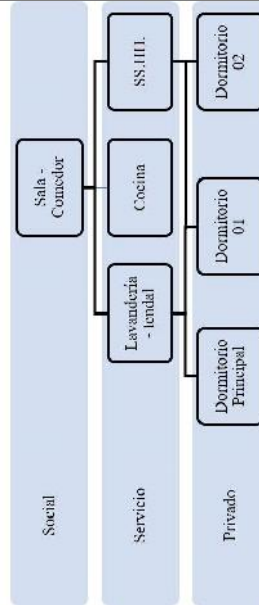 Social
Sala -
Comedor
Servicio
Lavandería
- tendal
Cocina
SS.HH.
Privado
Dormitorio
Principal
Dormitorio
01
Dormitorio
02